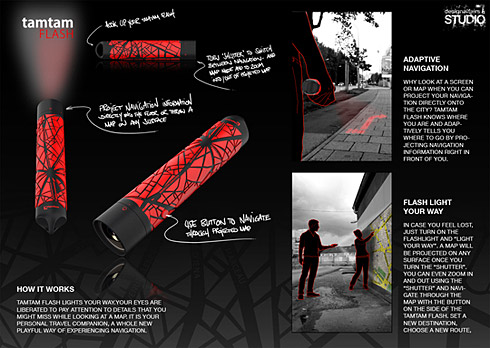 tamtam
FLASH
LOOK UP YOUR TAMTAM FLASH
TURN "SHUTTER" TO SWITCH
BETWEEN NAVIGATION- AND
MAP MODE AND TO ZOOM
OUT OF PROJECTED MAP
PROJECT NAVIGATION INFORMATION
DIRECTLY ON THE FLOOR OR THROW A
MAP ON ANY SURFACE
USE BUTTON TO NAVIGATE
THROUGH PROJECTED MAP
HOW IT WORKS
TAMTAM FLASH LIGHTS YOUR WAY.YOUR EYES ARE
LIBERATED TO PAY ATTENTION TO DETAILS THAT YOU
MIGHT MISS WHILE LOOKING AT A MAP. IT IS YOUR
PERSONAL TRAVEL COMPANION, A WHOLE NEW
PLAYFUL WAY OF EXPERIENCING NAVIGATION.
designaffairs
STUDIO
ADAPTIVE
NAVIGATION
WHY LOOK AT A SCREEN
OR MAP WHEN YOU CAN
PROJECT YOUR NAVIGA-
TION DIRECTLY ONTO
THE CITY? TAMTAM
FLASH KNOWS WHERE
YOU ARE AND ADAP-
TIVELY TELLS YOU
WHERE TO GO BY PRO-
JECTING NAVIGATION
INFORMATION RIGHT IN
FRONT OF YOU.
FLASH LIGHT
YOUR WAY
IN CASE YOU FEEL LOST,
JUST TURN ON THE
FLASHLIGHT AND "LIGHT
YOUR WAY". A MAP WILL
BE PROJECTED ON ANY
SURFACE ONCE YOU
TURN THE "SHUTTER".
YOU CAN EVEN ZOOM IN
AND OUT USING THE
"SHUTTER" AND NAVI-
GATE THROUGH THE
MAP WITH THE BUTTON
ON THE SIDE OF THE
TAMTAM FLASH. SET A
NEW DESTINATION,
CHOOSE A NEW ROUTE,